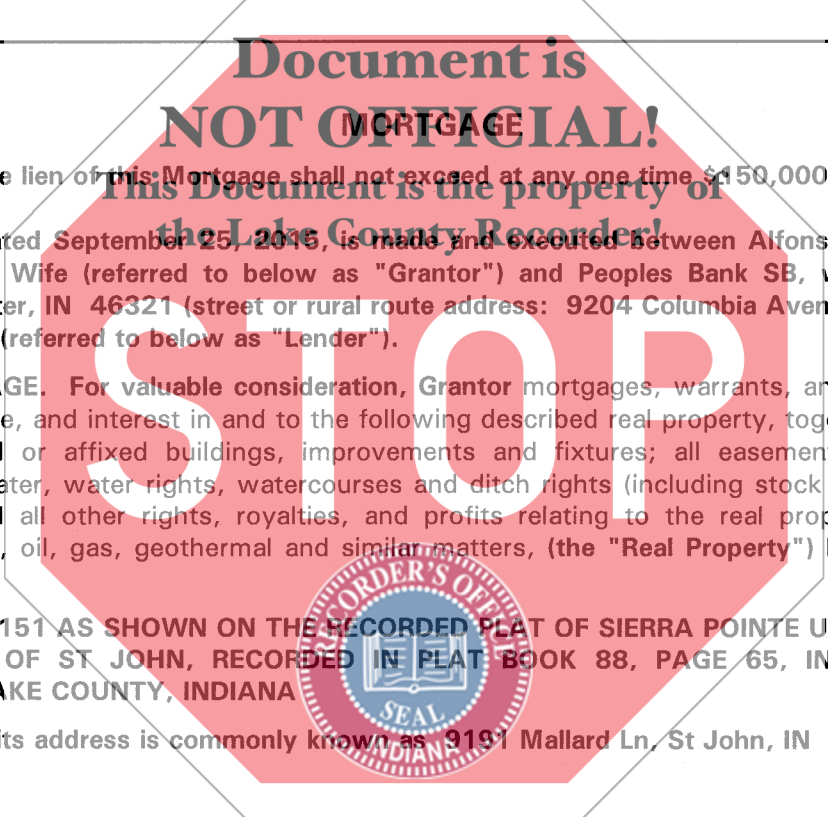 Document is
NOT OFFICIAL!
MORTGAGE
This Document is the property of
e lien of this Mortgage shall not exceed at any one time $150,000
the Lake County Recorder!
ted September 25, 2015, is made and executed between Alfons
Wife (referred to below as "Grantor") and Peoples Bank SB,
er, IN 46321 (street or rural route address: 9204 Columbia Aven
(referred to below as "Lender").
STOP
GE. For valuable consideration, Grantor mortgages, warrants, an
e, and interest in and to the following described real property, tog
or affixed buildings, improvements and fixtures; all easemen
ater, water rights, watercourses and ditch rights (including stock
all other rights, royalties, and profits relating to the real prop
, oil, gas, geothermal and similar matters, (the "Real Property")
151 AS SHOWN ON THE RECORDED PLAT OF SIERRA POINTE U
OF ST JOHN, RECORDED IN PLAT BOOK 88, PAGE 65, IN
AKE COUNTY, INDIANA
RECORDER'S OFFICE
SEAL
INDIANA
its address is commonly known as 9191 Mallard Ln, St John, IN